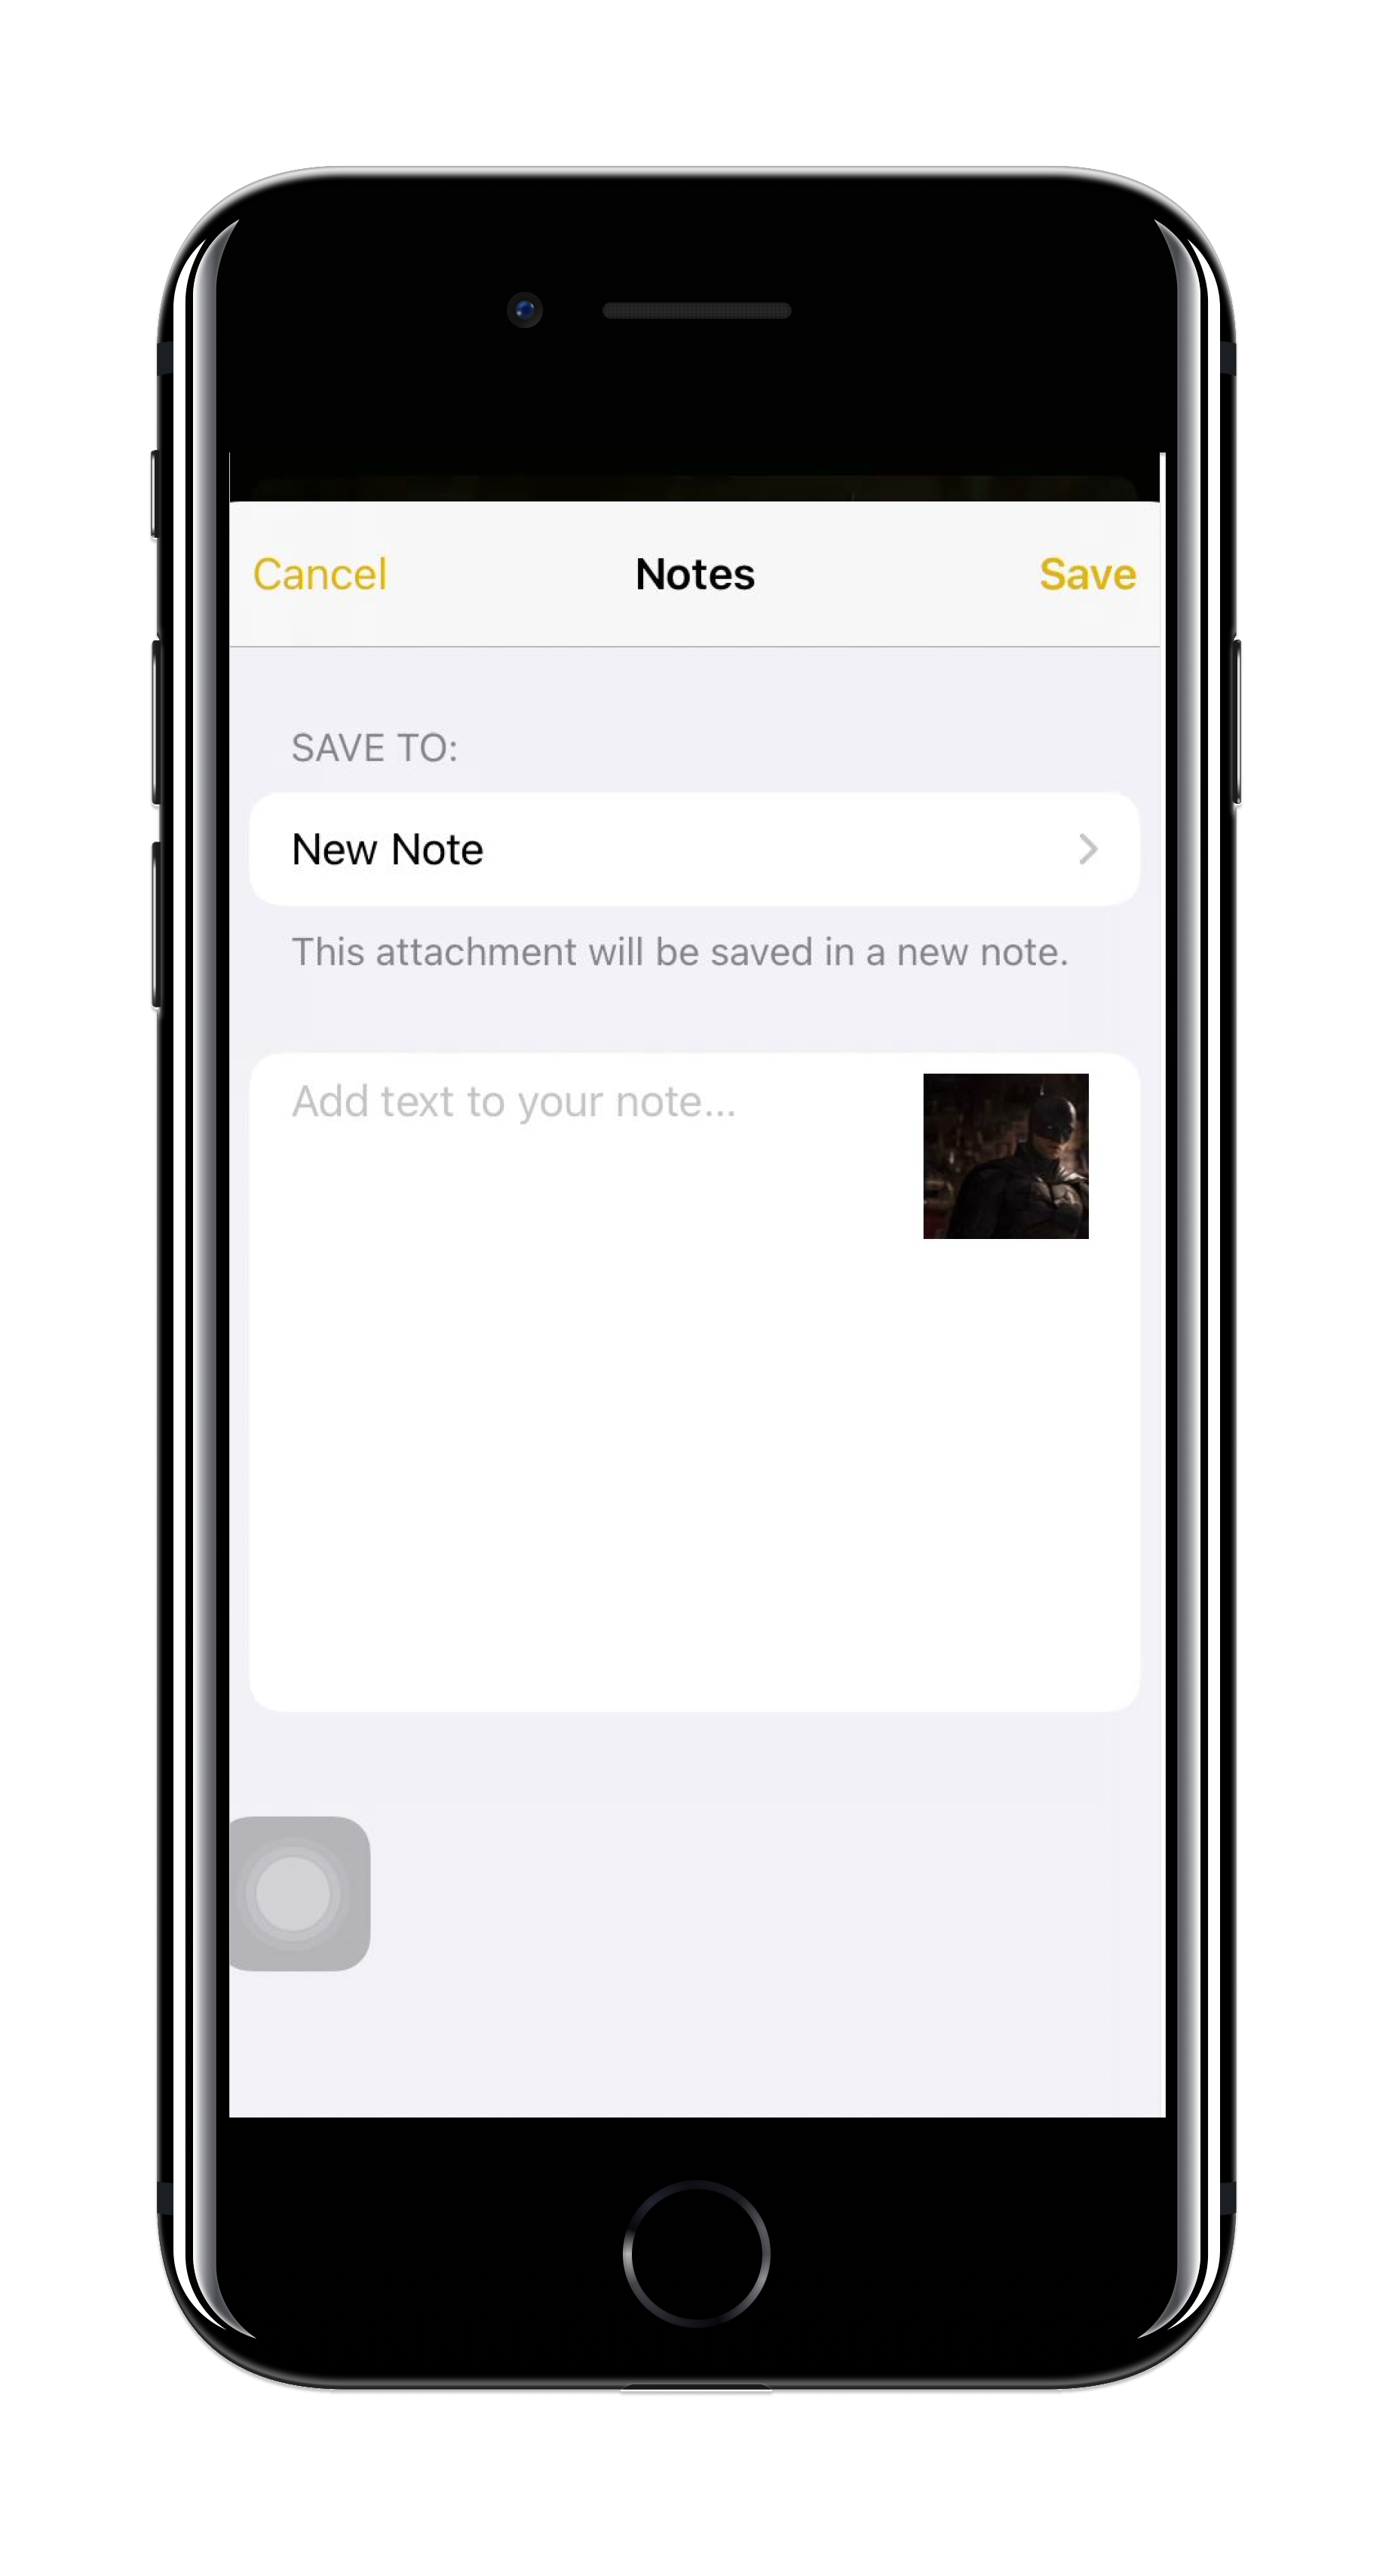 Cancel
Notes
Save
SAVE TO:
New Note
This attachment will be saved in a new note.
Add text to your note...